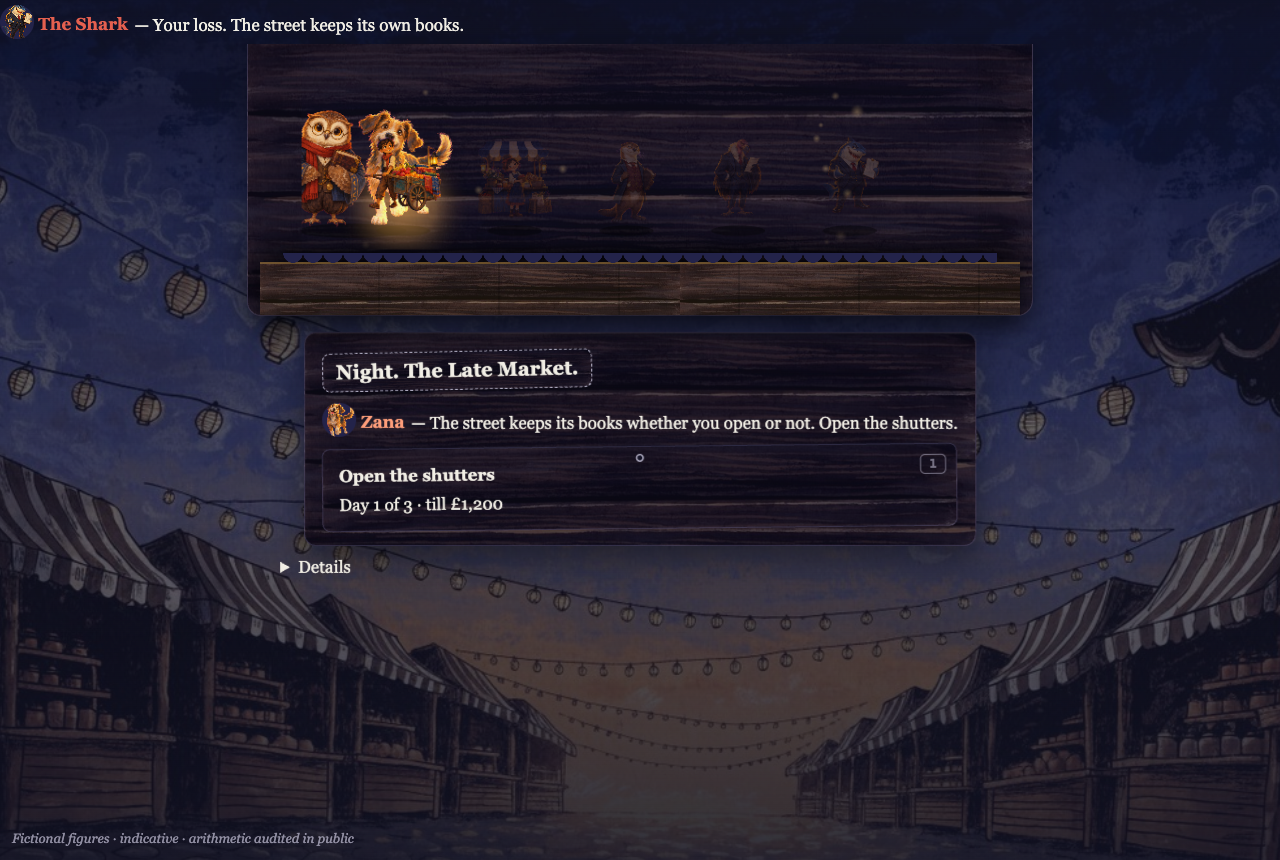 The Shark — Your loss. The street keeps its own books.
Night. The Late Market.
Zana — The street keeps its books whether you open or not. Open the shutters.
Open the shutters
1
Day 1 of 3 · till £1,200
▶ Details
Fictional figures · indicative · arithmetic audited in public